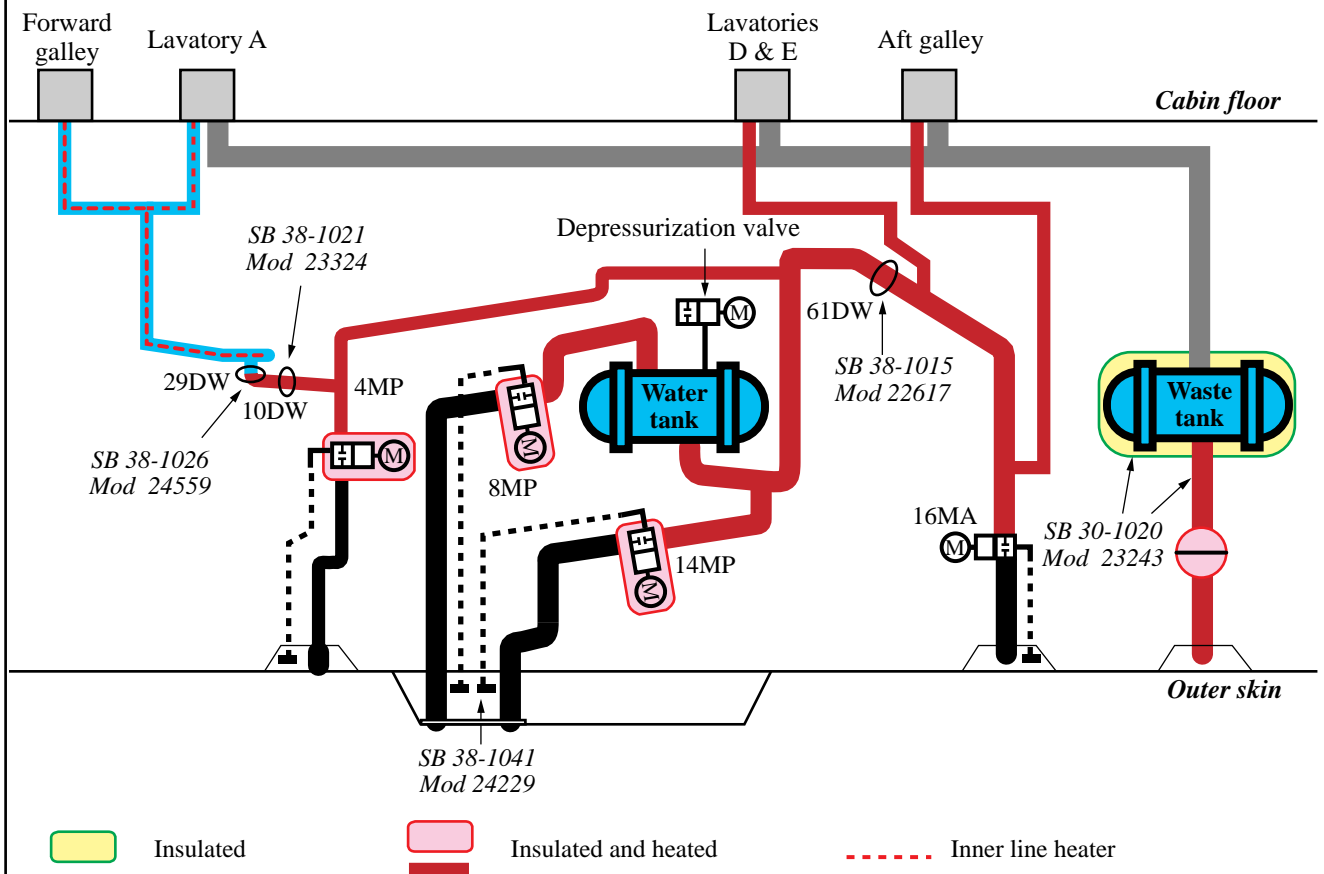 Forward
galley
Lavatory A
Lavatories
D & E
Aft galley
Cabin floor
SB 38-1021
Mod 23324
Depressurization valve
M
61DW
SB 38-1015
Mod 22617
29DW
10DW
4MP
M
SB 38-1026
Mod 24559
M
8MP
Water
tank
Waste
tank
M
14MP
16MA
M
SB 30-1020
Mod 23243
Outer skin
SB 38-1041
Mod 24229
Insulated
Insulated and heated
Inner line heater